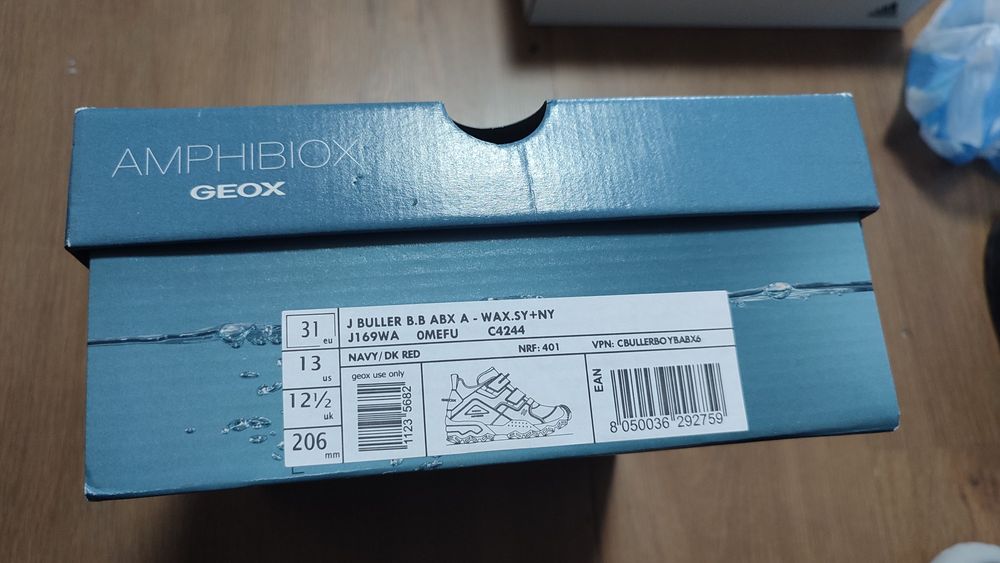 AMPHIBIOX
GEOX
31 eu
13 us
12½ uk
206 mm
J BULLER B.B ABX A - WAX.SY+NY
J169WA 0MEFU C4244
NAVY/DK RED NRF: 401 VPN: CBULLERBOYBABX6
geox use only
1123 5682
EAN
8 050036 292759